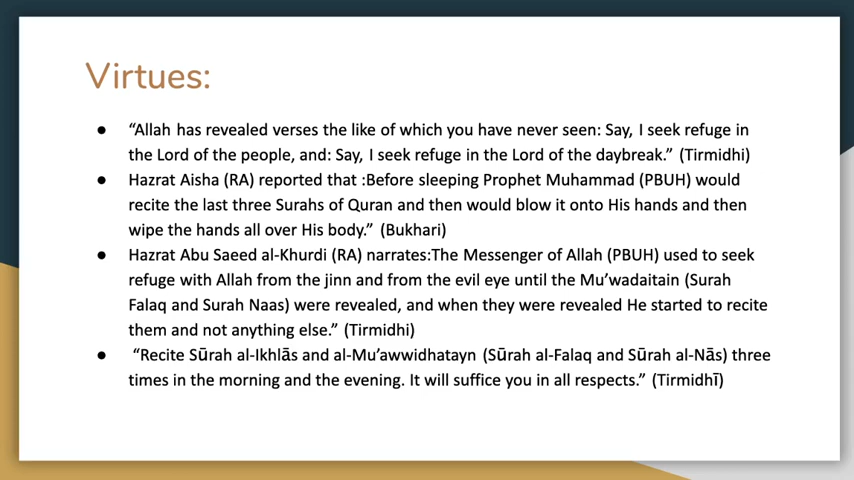 Virtues:
● “Allah has revealed verses the like of which you have never seen: Say, I seek refuge in
the Lord of the people, and: Say, I seek refuge in the Lord of the daybreak.” (Tirmidhi)
● Hazrat Aisha (RA) reported that :Before sleeping Prophet Muhammad (PBUH) would
recite the last three Surahs of Quran and then would blow it onto His hands and then
wipe the hands all over His body.” (Bukhari)
● Hazrat Abu Saeed al-Khurdi (RA) narrates:The Messenger of Allah (PBUH) used to seek
refuge with Allah from the jinn and from the evil eye until the Mu’wadaitain (Surah
Falaq and Surah Naas) were revealed, and when they were revealed He started to recite
them and not anything else.” (Tirmidhi)
● “Recite Sūrah al-Ikhlās and al-Mu’awwidhatayn (Sūrah al-Falaq and Sūrah al-Nās) three
times in the morning and the evening. It will suffice you in all respects.” (Tirmidhī)